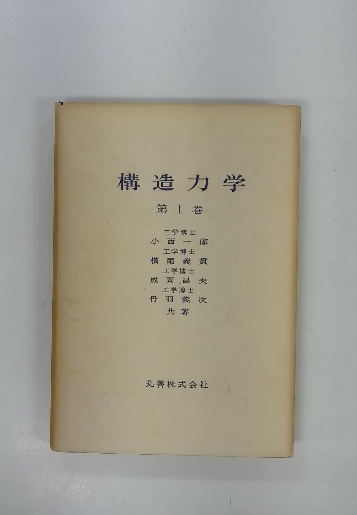 構造力学
第I巻
工学博士
小西一郎
工学博士
横尾義貫
工学博士
成岡昌夫
工学博士
丹羽義次
共著
丸善株式会社